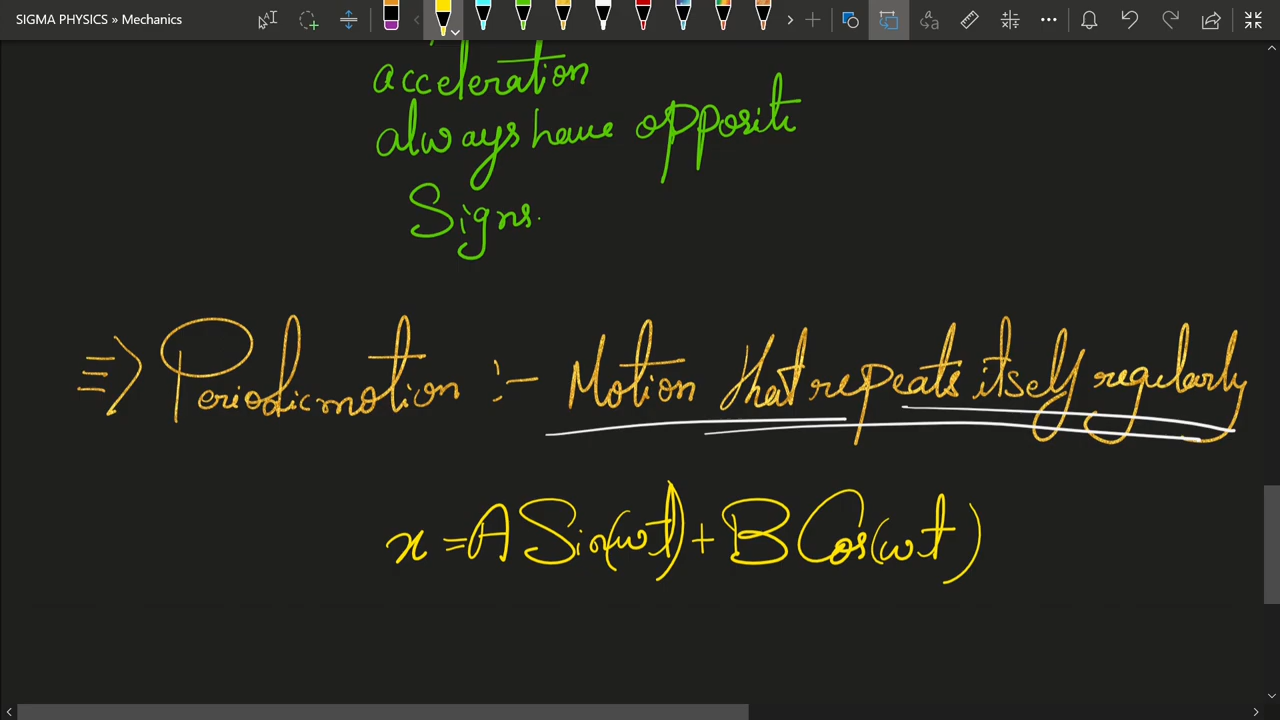 SIGMA PHYSICS » Mechanics
acceleration
always have opposite
Signs.
⇒ Periodic motion :- Motion that repeats itself regularly
x = A Sin(ωt) + B Cos(ωt)